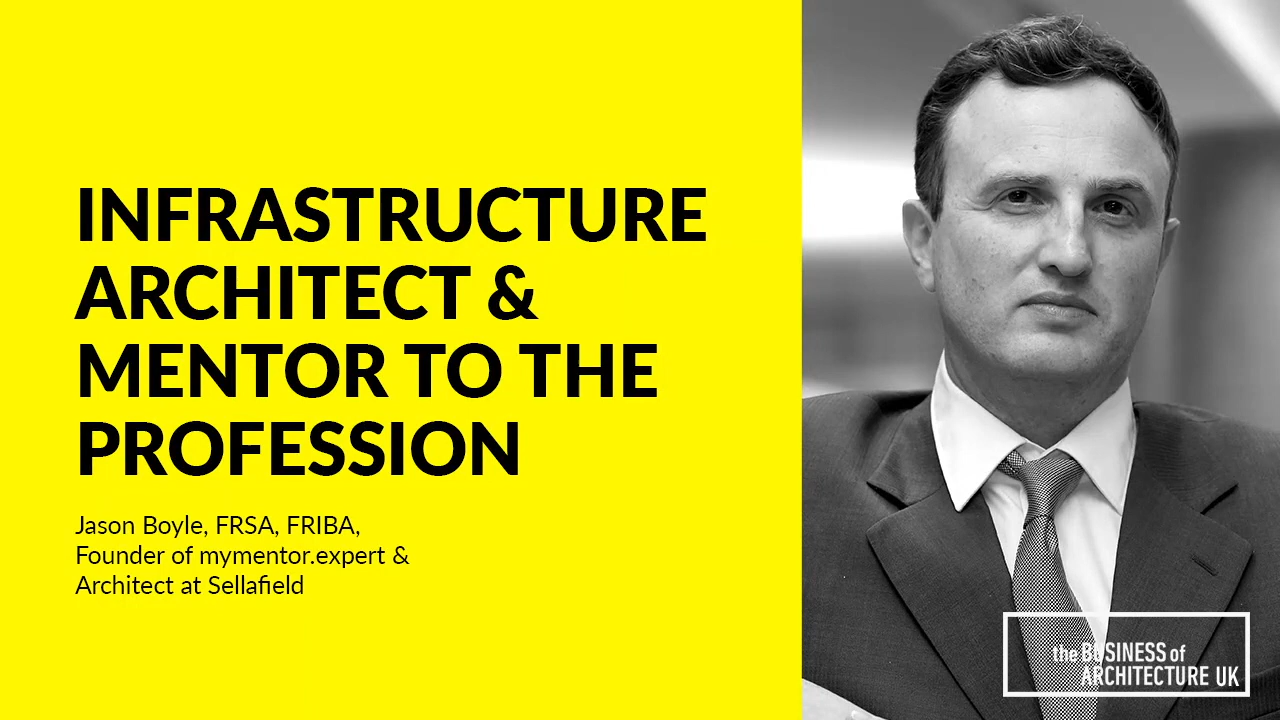 INFRASTRUCTURE
ARCHITECT &
MENTOR TO THE
PROFESSION
Jason Boyle, FRSA, FRIBA,
Founder of mymentor.expert &
Architect at Sellafield
the BUSINESS of
ARCHITECTURE UK